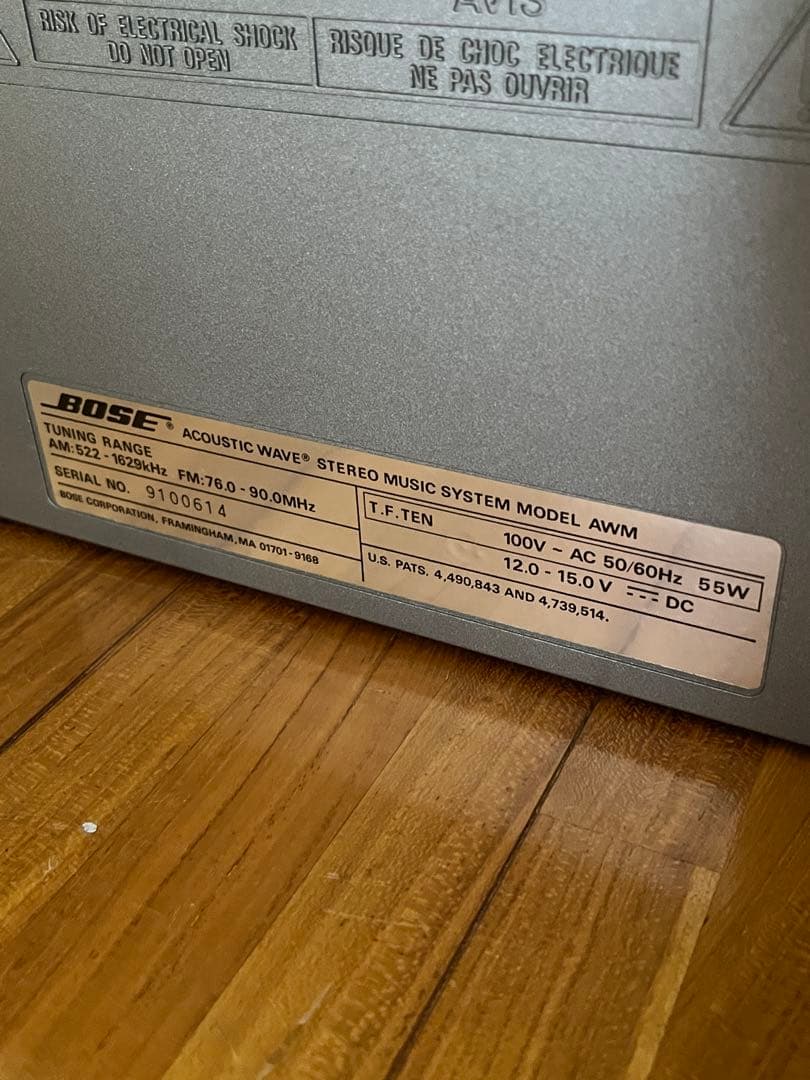 AVIS
RISK OF ELECTRICAL SHOCK
DO NOT OPEN
RISQUE DE CHOC ELECTRIQUE
NE PAS OUVRIR
BOSE® ACOUSTIC WAVE® STEREO MUSIC SYSTEM MODEL AWM
TUNING RANGE
AM:522 - 1629kHz FM:76.0 - 90.0MHz
SERIAL NO. 9100614
BOSE CORPORATION, FRAMINGHAM, MA 01701-9168
T.F.TEN 100V ~ AC 50/60Hz 55W
12.0 - 15.0 V ⎓ DC
U.S. PATS. 4,490,843 AND 4,739,514.